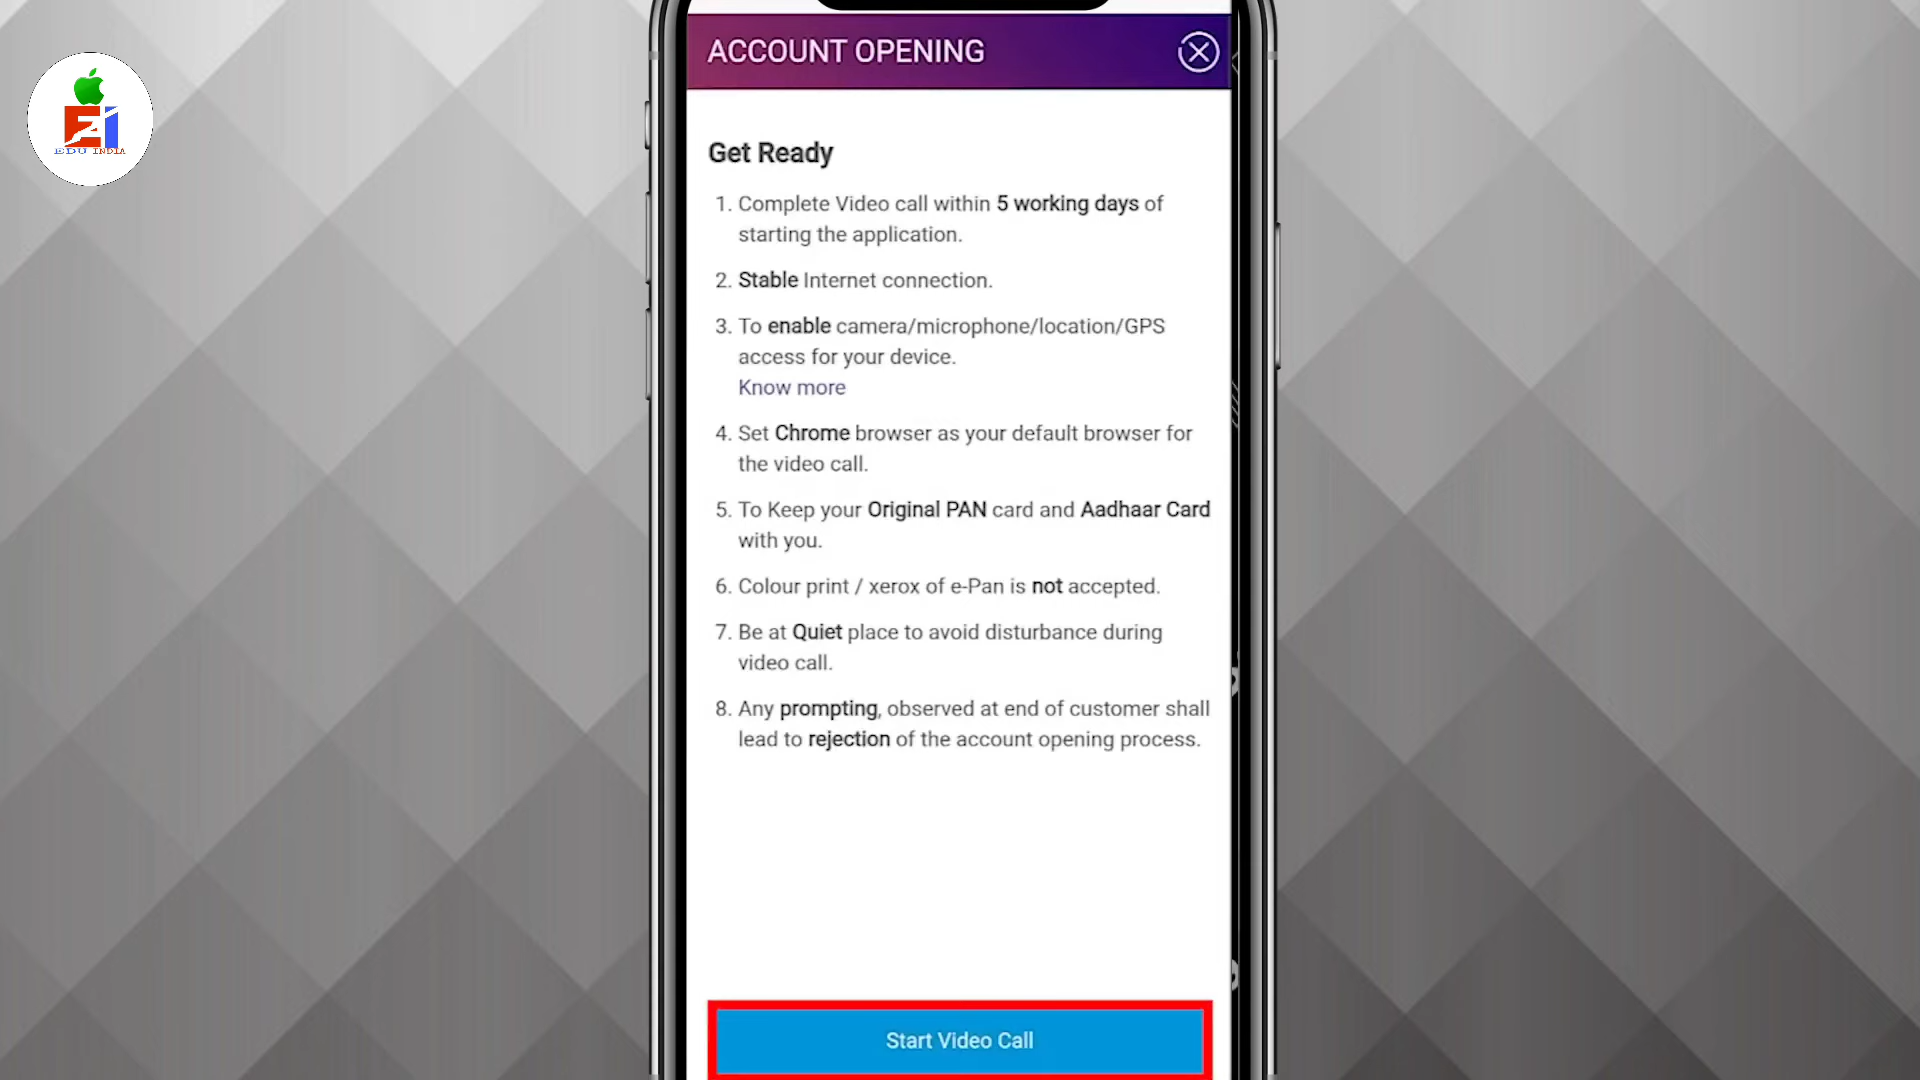 ACCOUNT OPENING
EDU INDIA
Get Ready
1. Complete Video call within 5 working days of
starting the application.
2. Stable Internet connection.
3. To enable camera/microphone/location/GPS
access for your device.
Know more
4. Set Chrome browser as your default browser for
the video call.
5. To Keep your Original PAN card and Aadhaar Card
with you.
6. Colour print / xerox of e-Pan is not accepted.
7. Be at Quiet place to avoid disturbance during
video call.
8. Any prompting, observed at end of customer shall
lead to rejection of the account opening process.
Start Video Call